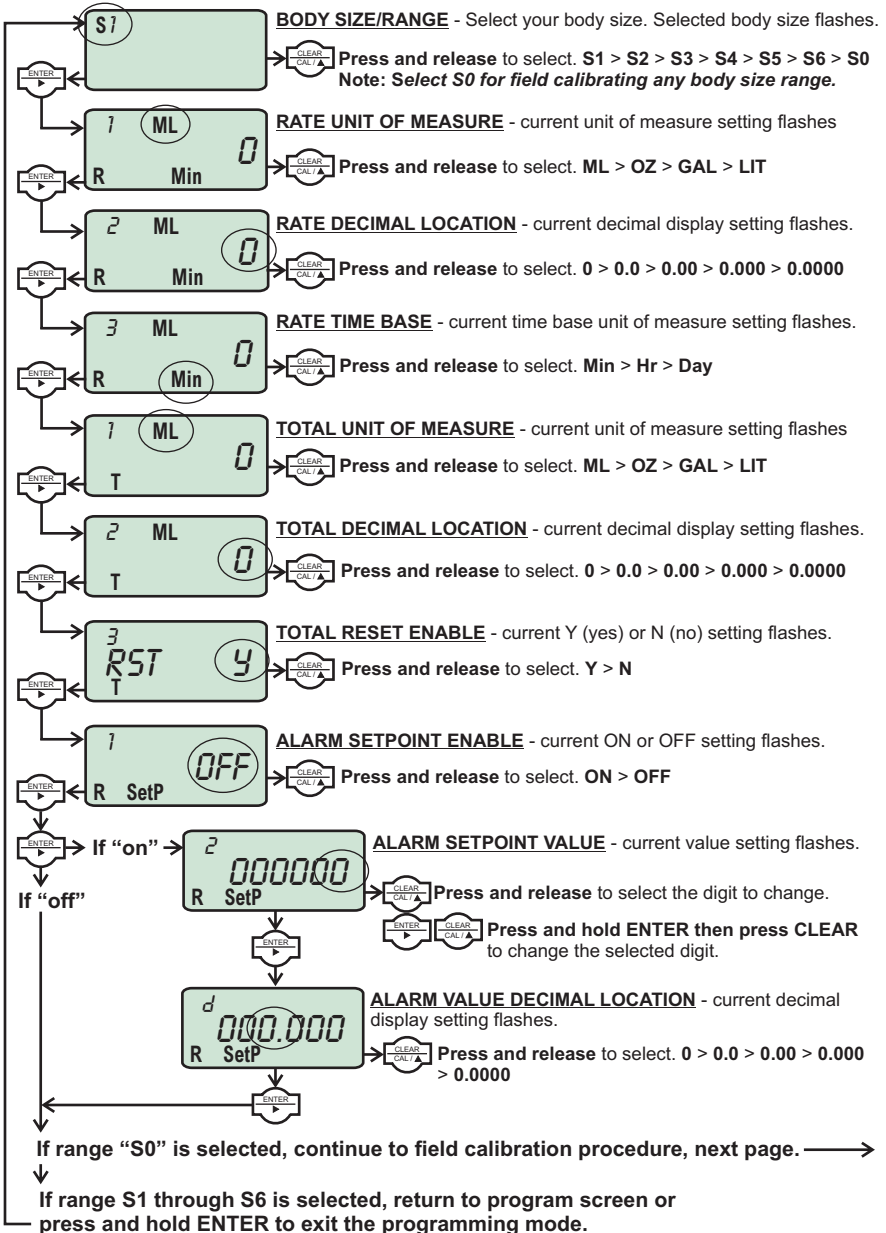 S1
BODY SIZE/RANGE - Select your body size. Selected body size flashes.
CLEAR
CAL / ▲
Press and release to select. S1 > S2 > S3 > S4 > S5 > S6 > S0
Note: Select S0 for field calibrating any body size range.
ENTER
1 ML
0
R Min
RATE UNIT OF MEASURE - current unit of measure setting flashes
CLEAR
CAL / ▲
Press and release to select. ML > OZ > GAL > LIT
ENTER
2 ML
0
R Min
RATE DECIMAL LOCATION - current decimal display setting flashes.
CLEAR
CAL / ▲
Press and release to select. 0 > 0.0 > 0.00 > 0.000 > 0.0000
ENTER
3 ML
0
R Min
RATE TIME BASE - current time base unit of measure setting flashes.
CLEAR
CAL / ▲
Press and release to select. Min > Hr > Day
ENTER
1 ML
0
T
TOTAL UNIT OF MEASURE - current unit of measure setting flashes
CLEAR
CAL / ▲
Press and release to select. ML > OZ > GAL > LIT
ENTER
2 ML
0
T
TOTAL DECIMAL LOCATION - current decimal display setting flashes.
CLEAR
CAL / ▲
Press and release to select. 0 > 0.0 > 0.00 > 0.000 > 0.0000
ENTER
3
RST Y
T
TOTAL RESET ENABLE - current Y (yes) or N (no) setting flashes.
CLEAR
CAL / ▲
Press and release to select. Y > N
ENTER
1
OFF
R SetP
ALARM SETPOINT ENABLE - current ON or OFF setting flashes.
CLEAR
CAL / ▲
Press and release to select. ON > OFF
ENTER
ENTER
If “on”
If “off”
2
000000
R SetP
ALARM SETPOINT VALUE - current value setting flashes.
CLEAR
CAL / ▲
Press and release to select the digit to change.
ENTER
CLEAR
CAL / ▲
Press and hold ENTER then press CLEAR
to change the selected digit.
ENTER
d
000.000
R SetP
ALARM VALUE DECIMAL LOCATION - current decimal
display setting flashes.
CLEAR
CAL / ▲
Press and release to select. 0 > 0.0 > 0.00 > 0.000
> 0.0000
ENTER
If range “S0” is selected, continue to field calibration procedure, next page.
If range S1 through S6 is selected, return to program screen or
press and hold ENTER to exit the programming mode.